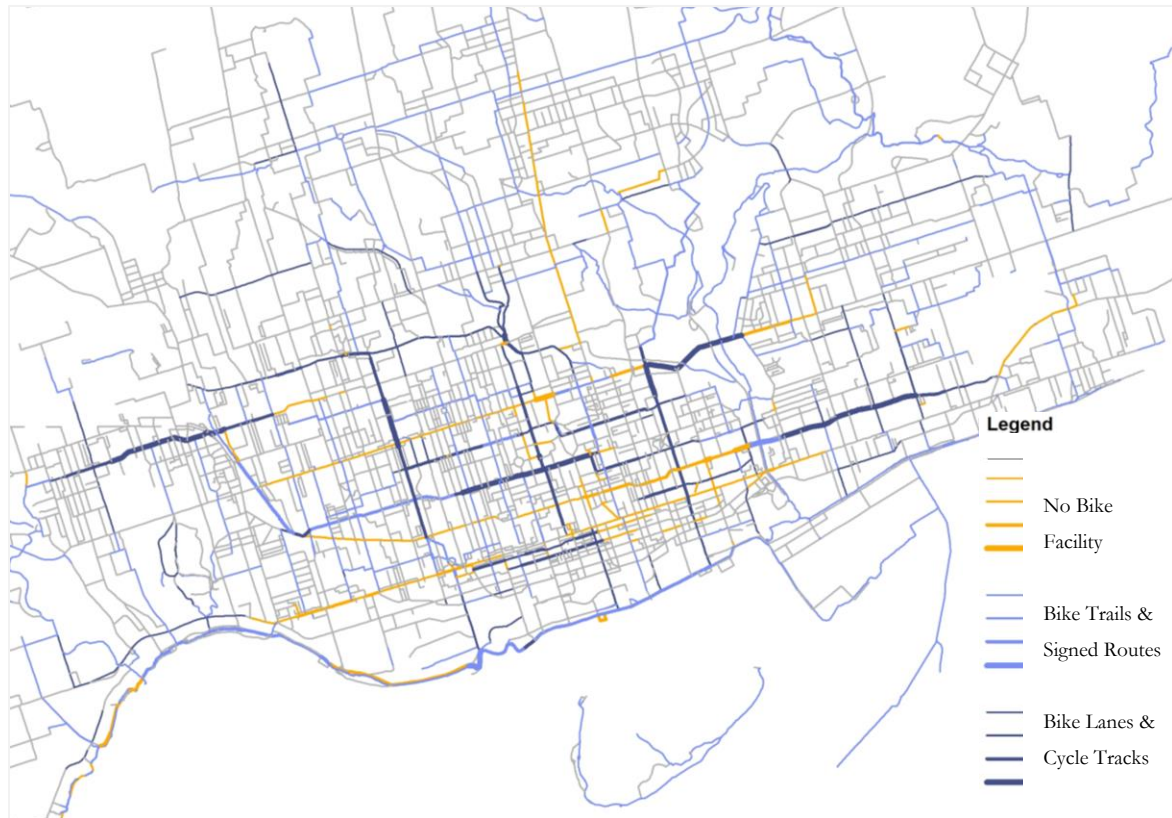 Legend
No Bike
Facility
Bike Trails &
Signed Routes
Bike Lanes &
Cycle Tracks